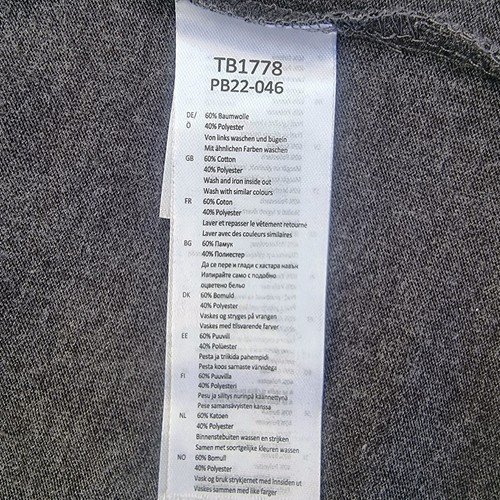 TB1778
PB22-046
DE/ 60% Baumwolle
Ö 40% Polyester
Von links waschen und bügeln
Mit ähnlichen Farben waschen
GB 60% Cotton
40% Polyester
Wash and iron inside out
Wash with similar colours
FR 60% Coton
40% Polyester
Laver et repasser le vêtement retourné
Laver avec des couleurs similaires
BG 60% Памук
40% Полиестер
Да се пере и глади с хастара навън
Изпирайте само с подобно
оцветено бельо
DK 60% Bomuld
40% Polyester
Vaskes og stryges på vrangen
Vaskes med tilsvarende farver
EE 60% Puuvill
40% Polüester
Pesta ja triikida pahempidi
Pesta koos sarnaste värvidega
FI 60% Puuvilla
40% Polyesteri
Pesu ja silitys nurinpä käännettynä
Pese samansävyisten kanssa
NL 60% Katoen
40% Polyester
Binnenstebuiten wassen en strijken
Samen met soortgelijke kleuren wassen
NO 60% Bomull
40% Polyester
Vask og bruk strykjernet med innsiden ut
Vaskes sammen med like farger